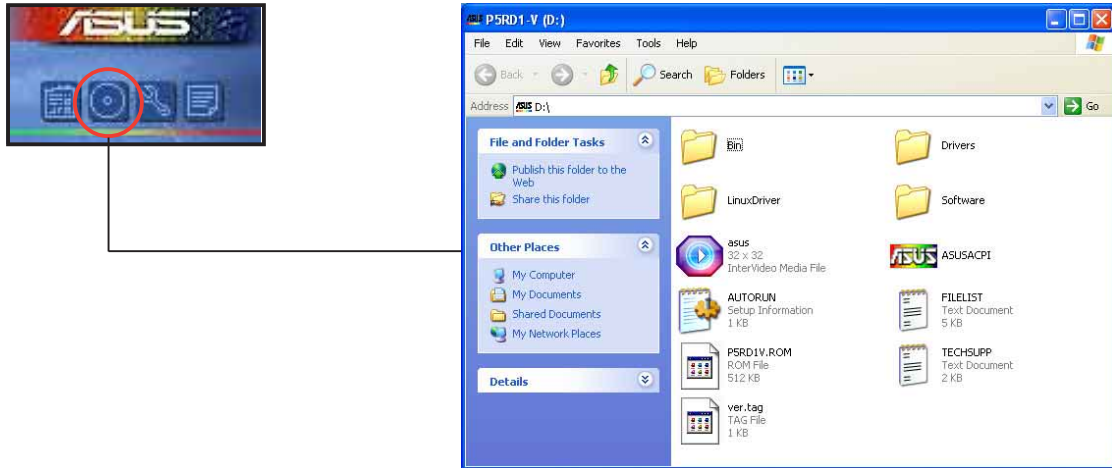 ASUS
ASUS P5RD1-V (D:)
File Edit View Favorites Tools Help
Back Search Folders
Address ASUS D:\ Go
File and Folder Tasks
Publish this folder to the
Web
Share this folder
Other Places
My Computer
My Documents
Shared Documents
My Network Places
Details
Bin
Drivers
LinuxDriver
Software
asus
32 x 32
InterVideo Media File
ASUS ASUSACPI
AUTORUN
Setup Information
1 KB
FILELIST
Text Document
5 KB
P5RD1V.ROM
ROM File
512 KB
TECHSUPP
Text Document
2 KB
ver.tag
TAG File
1 KB